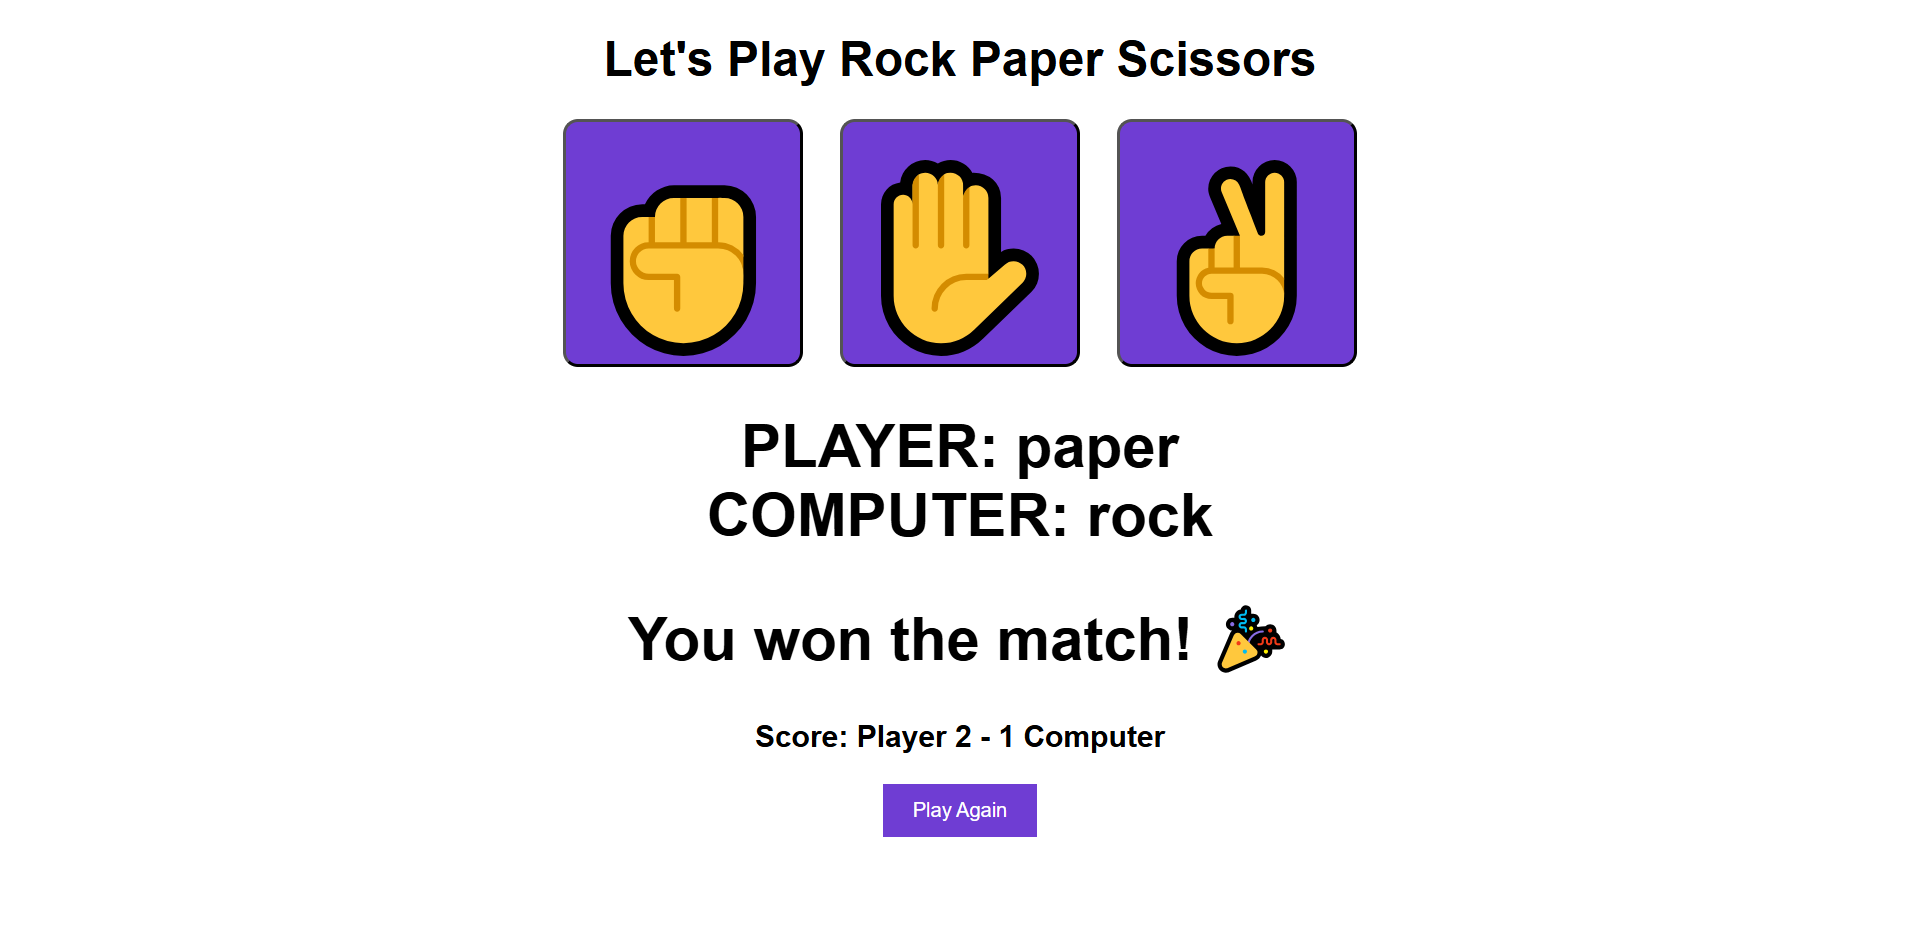 Let's Play Rock Paper Scissors
PLAYER: paper
COMPUTER: rock
You won the match! 🎉
Score: Player 2 - 1 Computer
Play Again